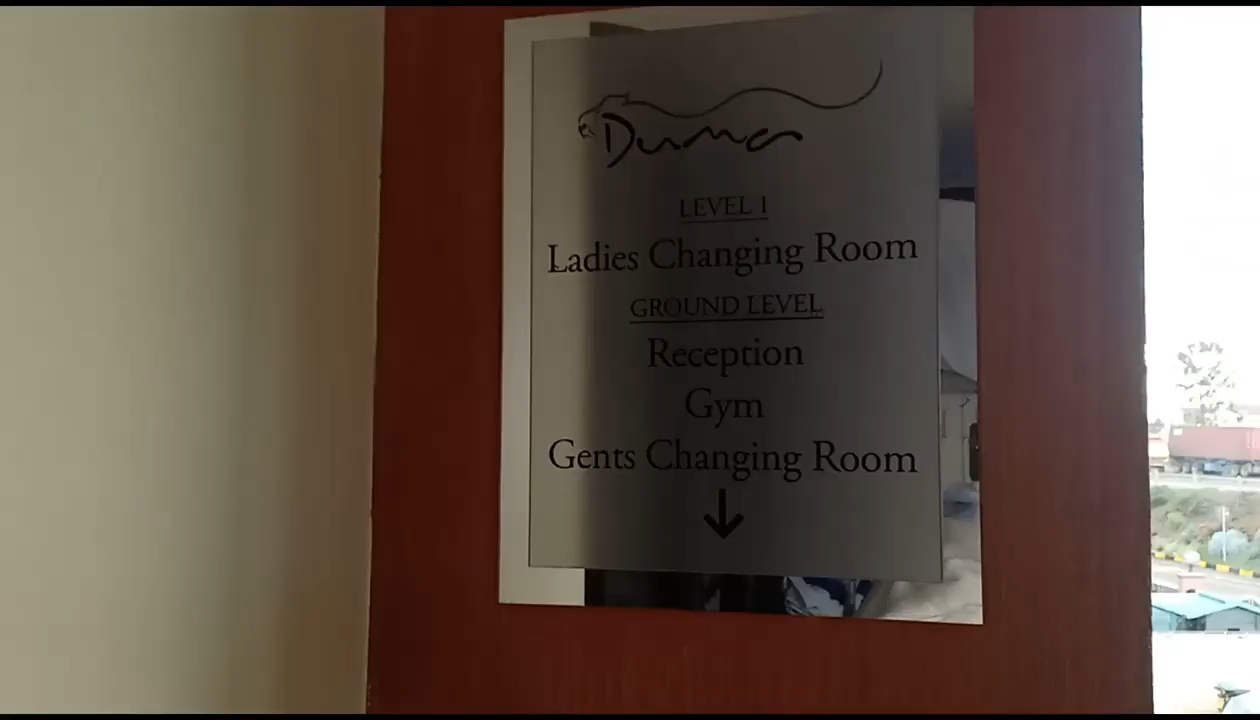 Duma
LEVEL 1
Ladies Changing Room
GROUND LEVEL
Reception
Gym
Gents Changing Room